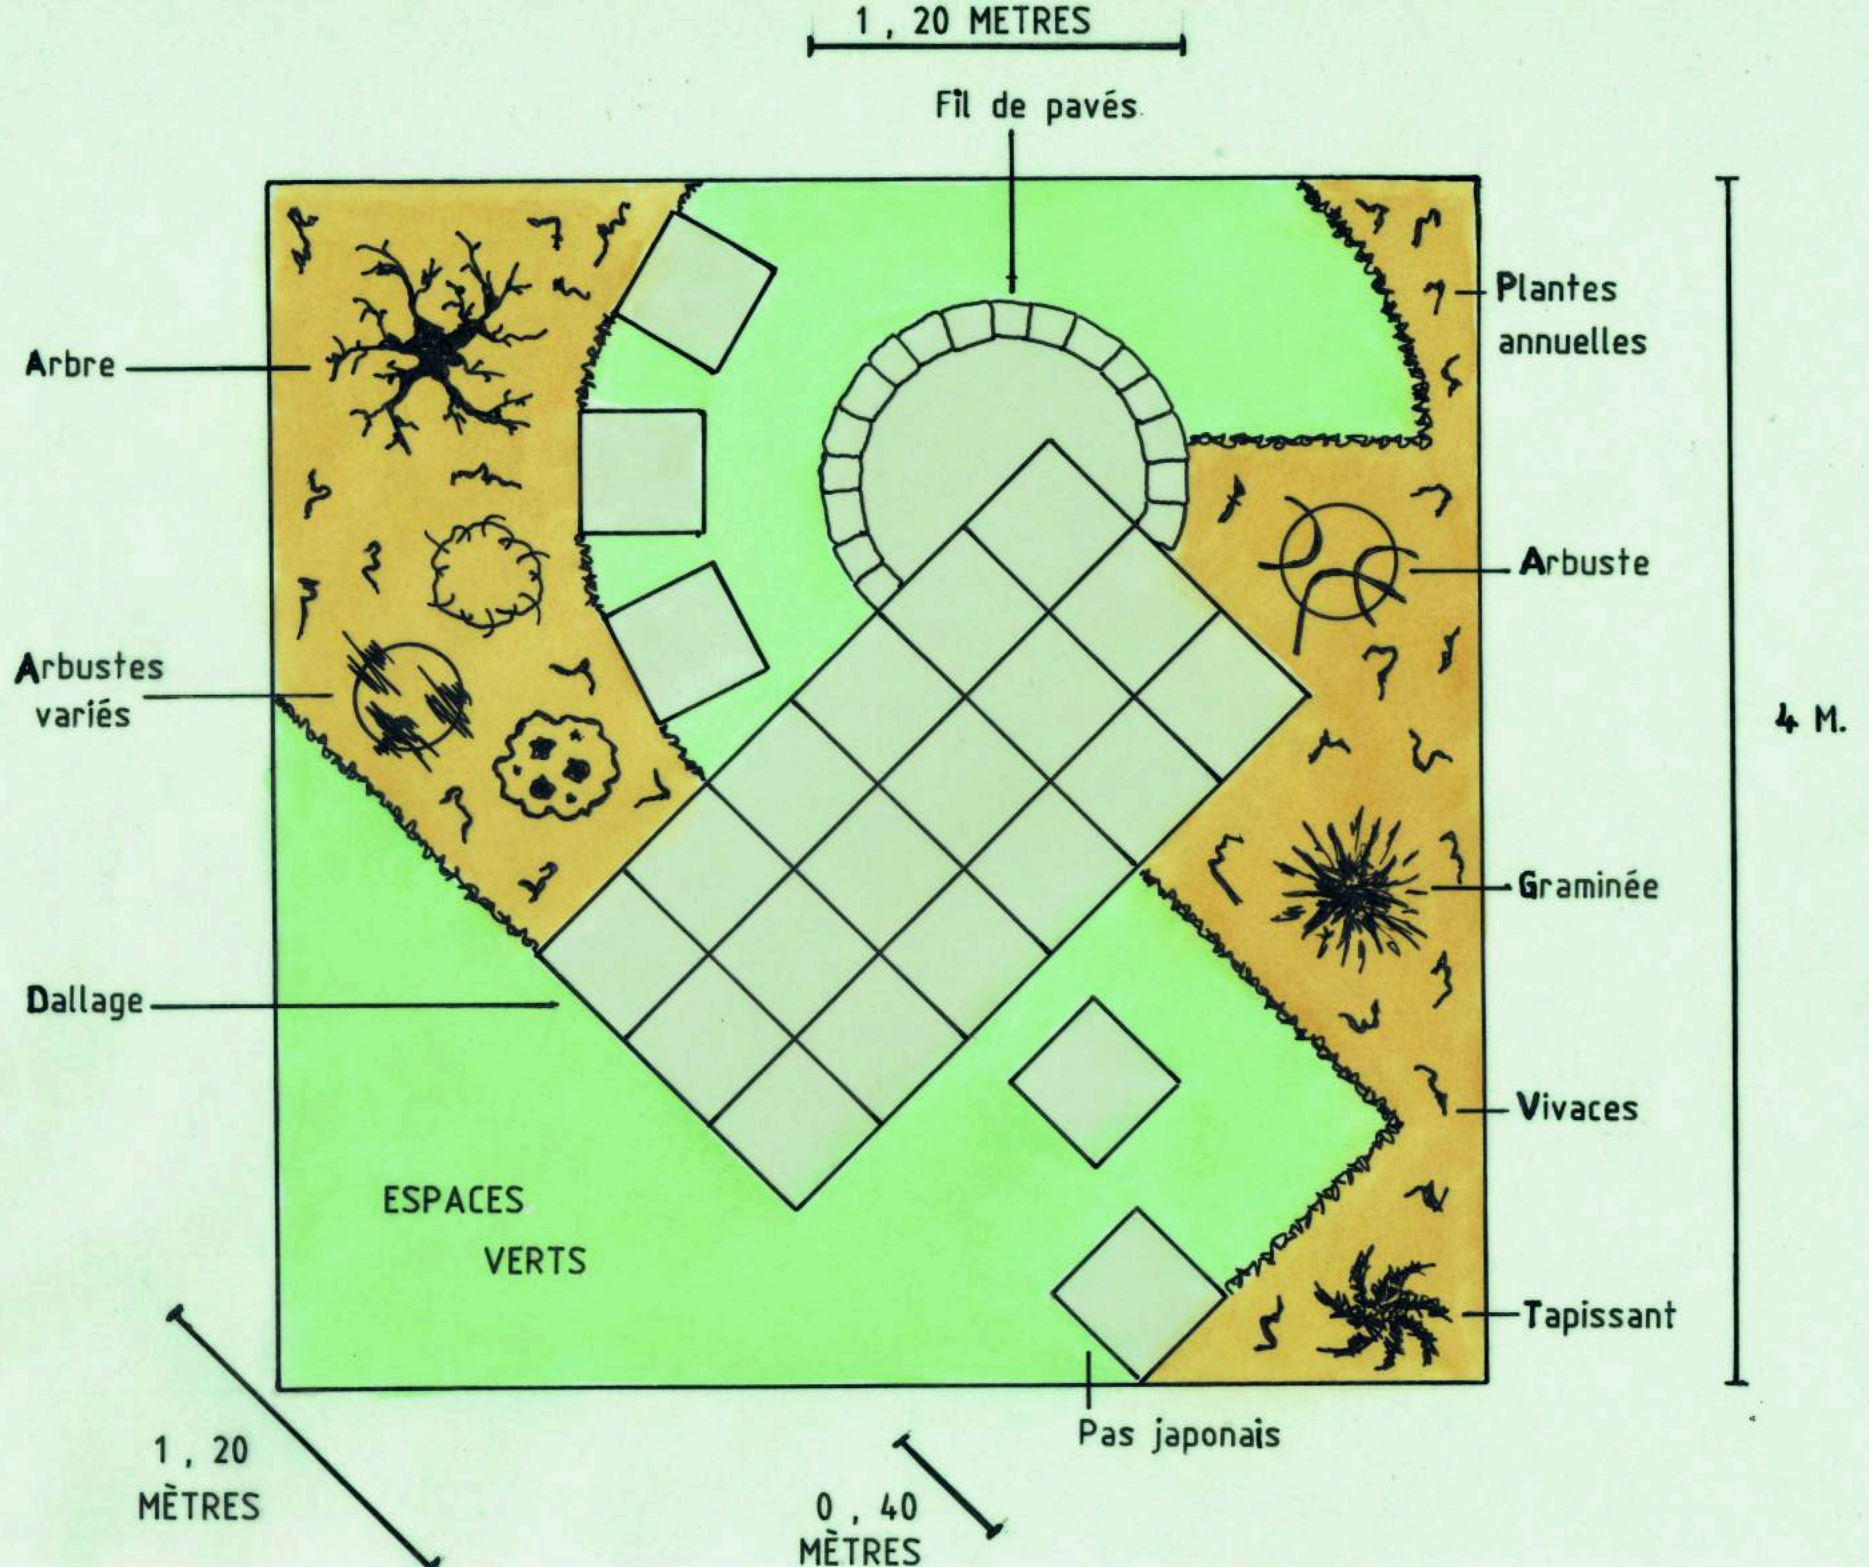 1 , 20 METRES
Fil de pavés
Plantes
annuelles
Arbre
Arbuste
Arbustes
variés
4 M.
Graminée
Dallage
Vivaces
ESPACES
VERTS
Tapissant
Pas japonais
1 , 20
MÈTRES
0 , 40
MÈTRES